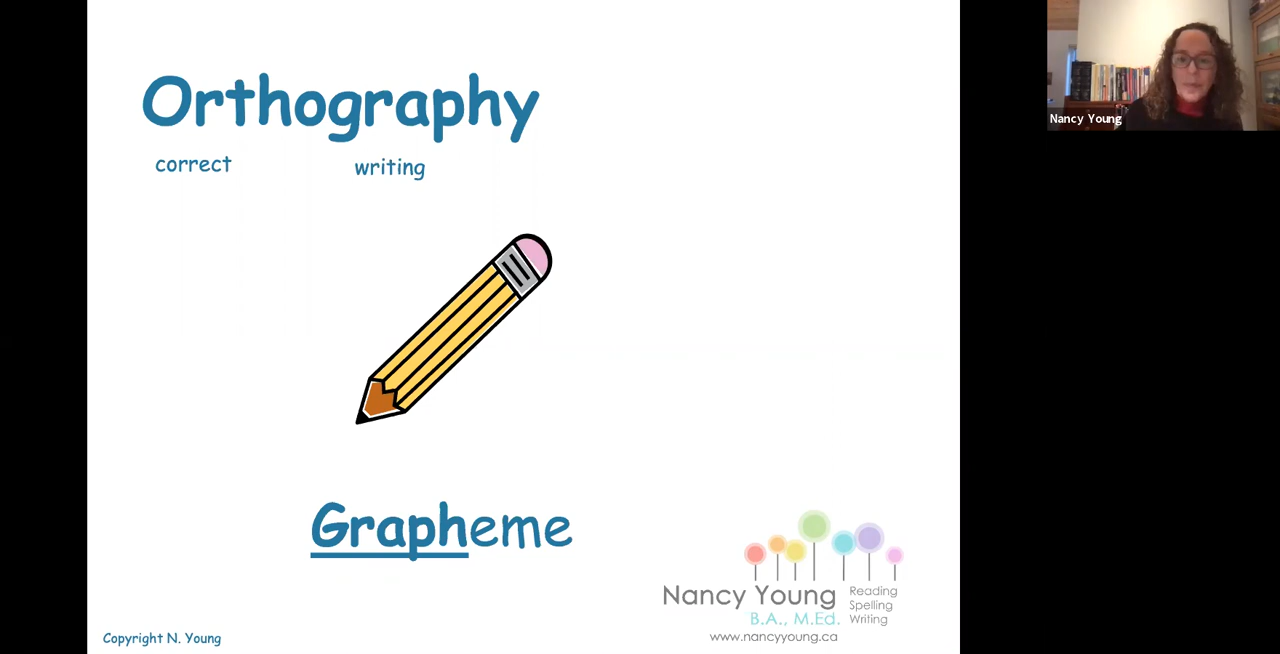 Orthography
correct writing
Grapheme
Nancy Young
B.A., M.Ed.
Reading
Spelling
Writing
www.nancyyoung.ca
Copyright N. Young
Nancy Young